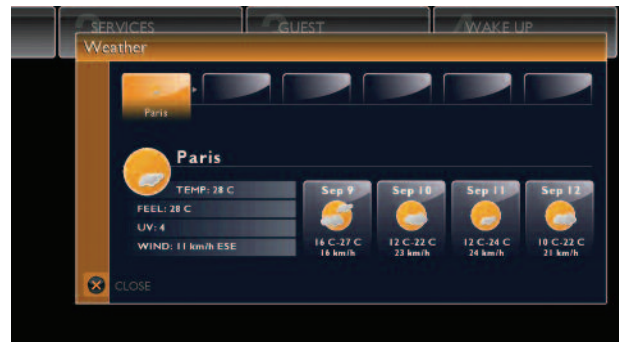 SERVICES
GUEST
WAKE UP
Weather
Paris
Paris
TEMP: 28 C
FEEL: 28 C
UV: 4
WIND: 11 km/h ESE
Sep 9
16 C-27 C
16 km/h
Sep 10
12 C-22 C
23 km/h
Sep 11
12 C-24 C
24 km/h
Sep 12
10 C-22 C
21 km/h
CLOSE